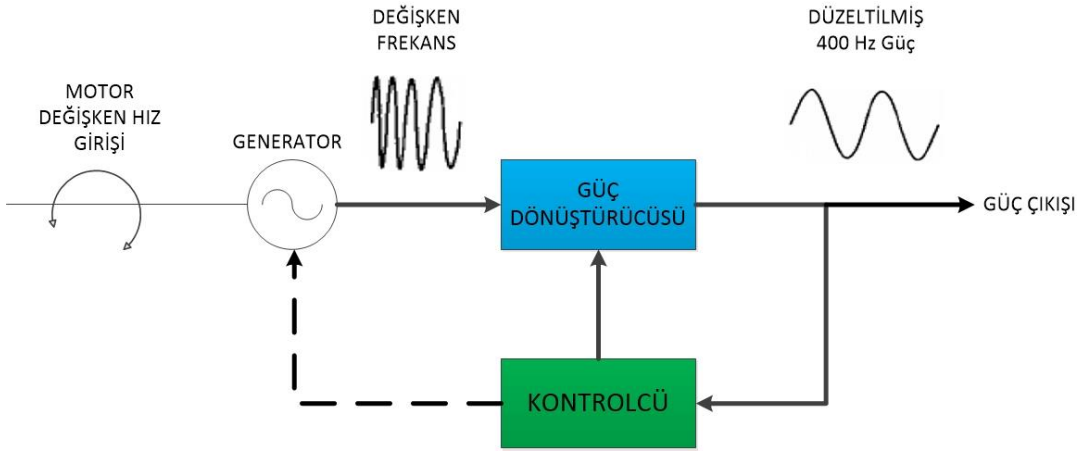 DEĞİŞKEN
FREKANS
DÜZELTİLMİŞ
400 Hz Güç
MOTOR
DEĞİŞKEN HIZ
GİRİŞİ
GENERATOR
GÜÇ
DÖNÜŞTÜRÜCÜSÜ
GÜÇ ÇIKIŞI
KONTROLCÜ